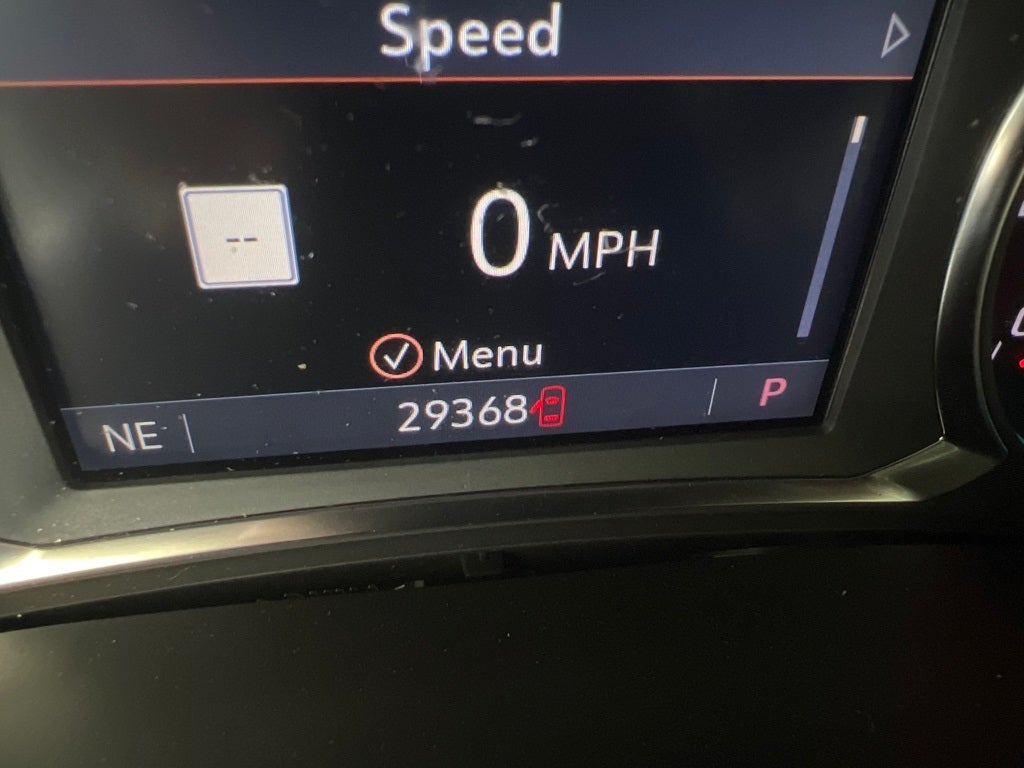 Speed
--
0 MPH
Menu
NE
29368
P